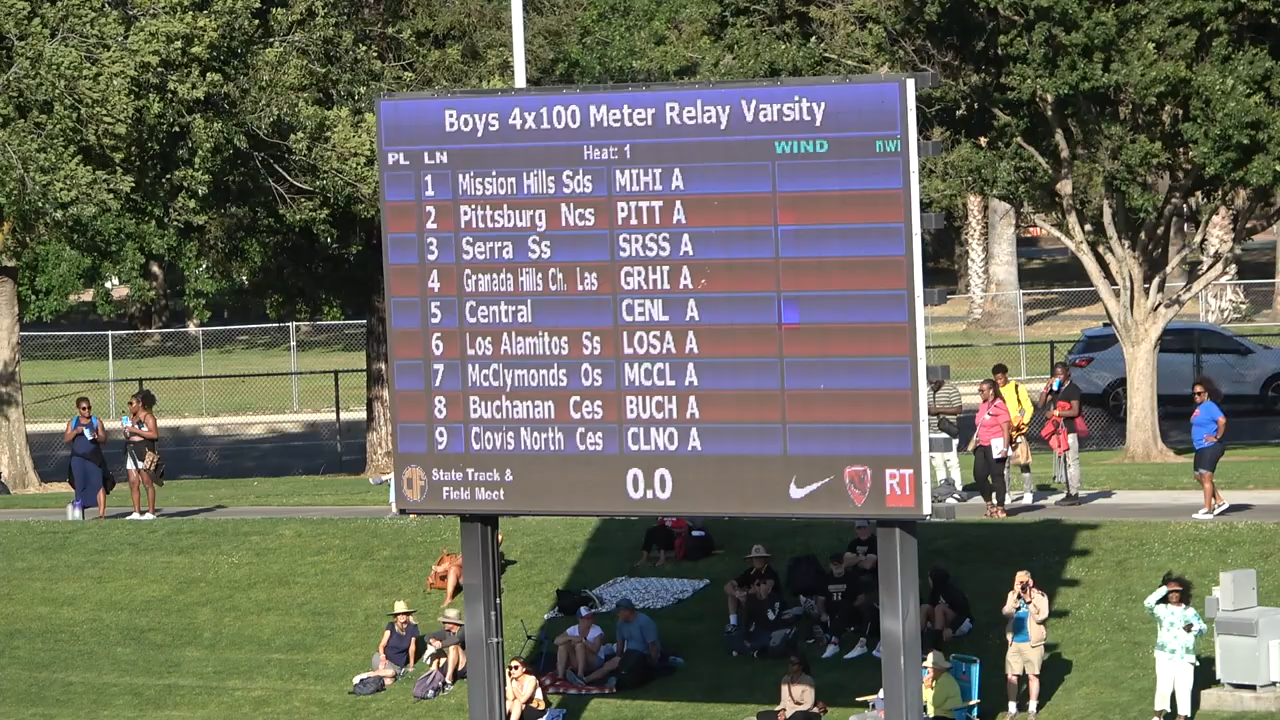 Boys 4x100 Meter Relay Varsity
PL LN Heat: 1 WIND nwi
1 Mission Hills Sds MIHI A
2 Pittsburg Ncs PITT A
3 Serra Ss SRSS A
4 Granada Hills Ch. Las GRHI A
5 Central CENL A
6 Los Alamitos Ss LOSA A
7 McClymonds Os MCCL A
8 Buchanan Ces BUCH A
9 Clovis North Ces CLNO A
CIF State Track & Field Meet 0.0 RT